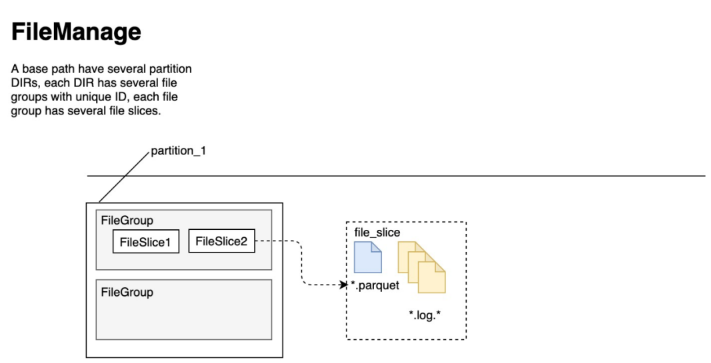 FileManage
A base path have several partition
DIRs, each DIR has several file
groups with unique ID, each file
group has several file slices.
partition_1
FileGroup
FileSlice1
FileSlice2
FileGroup
file_slice
*.parquet
*.log.*